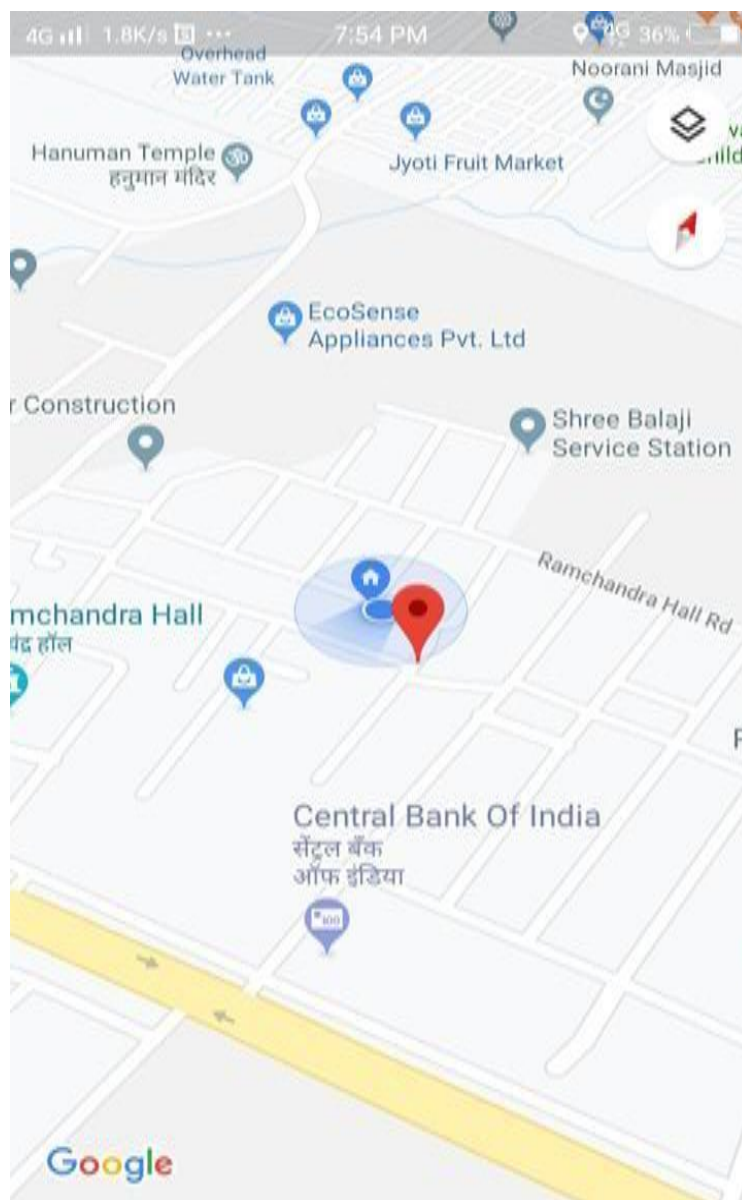 4G 1.8K/s ... 7:54 PM 4G 36%
Overhead
Water Tank
Noorani Masjid
Hanuman Temple
हनुमान मंदिर
Jyoti Fruit Market
EcoSense
Appliances Pvt. Ltd
r Construction
Shree Balaji
Service Station
Ramchandra Hall Rd
mchandra Hall
चंद्र हॉल
Central Bank Of India
सेंट्रल बँक
ऑफ इंडिया
100
Google